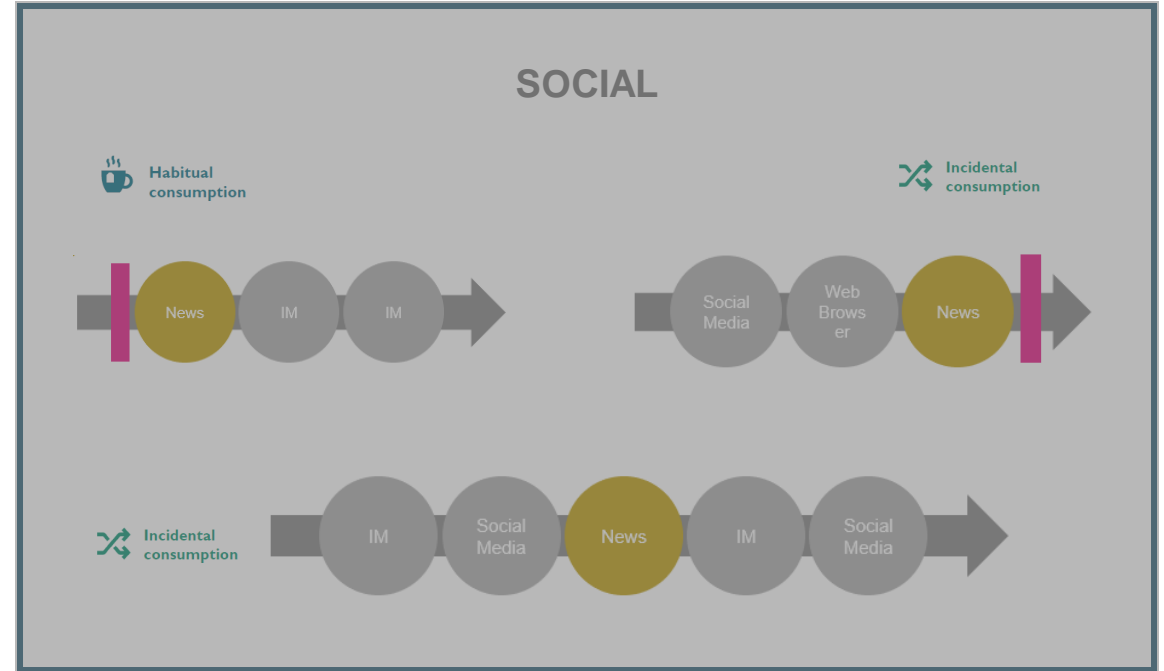 SOCIAL
Habitual
consumption
Incidental
consumption
News
IM
IM
Social
Media
Web
Brows
er
News
Incidental
consumption
IM
Social
Media
News
IM
Social
Media